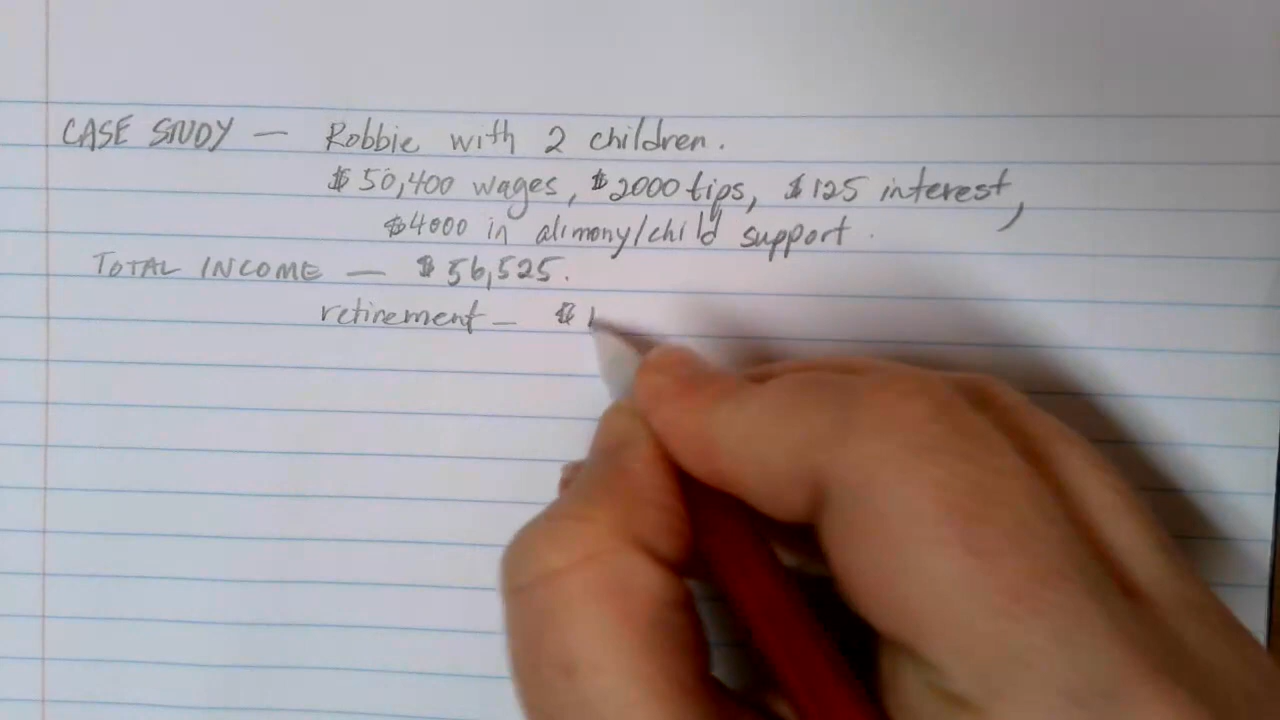 CASE STUDY — Robbie with 2 children.
$50,400 wages, $2000 tips, $125 interest,
$4000 in alimony/child support.
TOTAL INCOME — $56,525.
retirement — $1